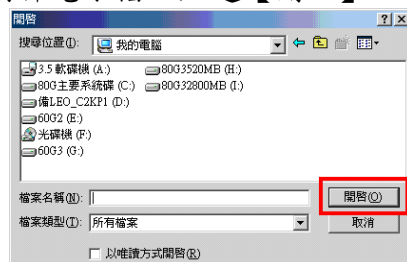 開啓
搜尋位置(I): 我的電腦
3.5 軟碟機 (A:) 80G3520MB (H:)
80G主要系統碟 (C:) 80G32800MB (I:)
備LEO_C2KP1 (D:)
60G2 (E:)
光碟機 (F:)
60G3 (G:)
檔案名稱(N): 開啓(O)
檔案類型(T): 所有檔案 取消
以唯讀方式開啓(R)